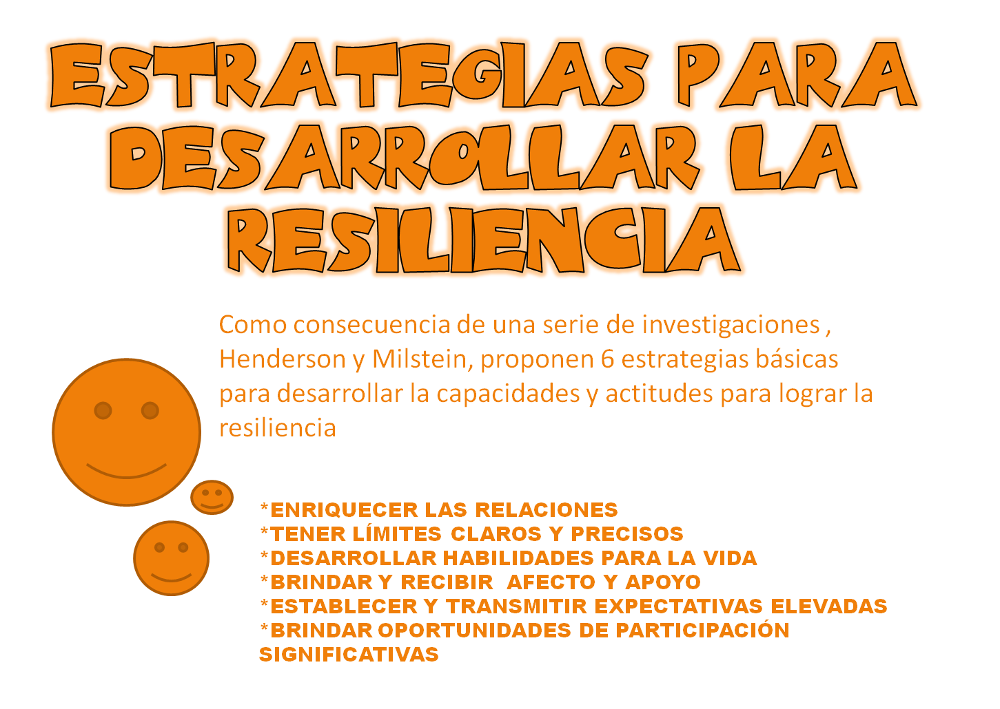 ESTRATEGIAS PARA
DESARROLLAR LA
RESILIENCIA
Como consecuencia de una serie de investigaciones ,
Henderson y Milstein, proponen 6 estrategias básicas
para desarrollar la capacidades y actitudes para lograr la
resiliencia
*ENRIQUECER LAS RELACIONES
*TENER LÍMITES CLAROS Y PRECISOS
*DESARROLLAR HABILIDADES PARA LA VIDA
*BRINDAR Y RECIBIR  AFECTO Y APOYO
*ESTABLECER Y TRANSMITIR EXPECTATIVAS ELEVADAS
*BRINDAR OPORTUNIDADES DE PARTICIPACIÓN
SIGNIFICATIVAS